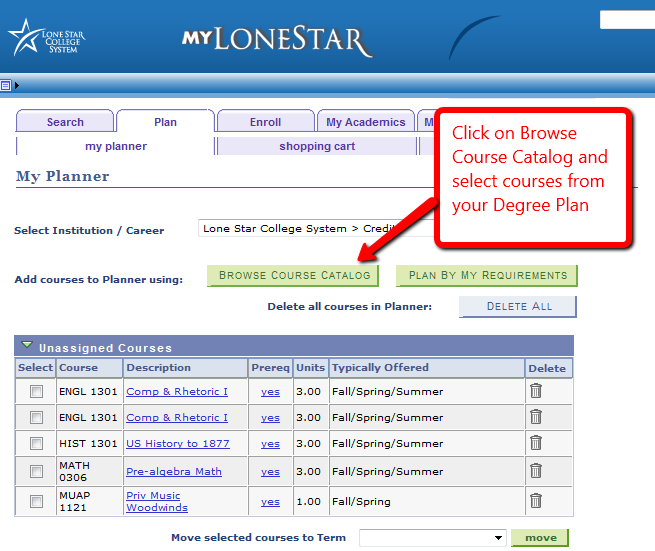 LONE STAR
COLLEGE
SYSTEM
MYLONESTAR
Search
Plan
Enroll
My Academics
M
my planner
shopping cart
Click on Browse
Course Catalog and
select courses from
your Degree Plan
My Planner
Select Institution / Career
Lone Star College System > Credit
Add courses to Planner using:
BROWSE COURSE CATALOG
PLAN BY MY REQUIREMENTS
Delete all courses in Planner:
DELETE ALL
Unassigned Courses
Select Course Description Prereq Units Typically Offered Delete
ENGL 1301 Comp & Rhetoric I yes 3.00 Fall/Spring/Summer
ENGL 1301 Comp & Rhetoric I yes 3.00 Fall/Spring/Summer
HIST 1301 US History to 1877 yes 3.00 Fall/Spring/Summer
MATH
0306 Pre-algebra Math yes 3.00 Fall/Spring/Summer
MUAP
1121 Priv Music
Woodwinds yes 1.00 Fall/Spring
Move selected courses to Term
move